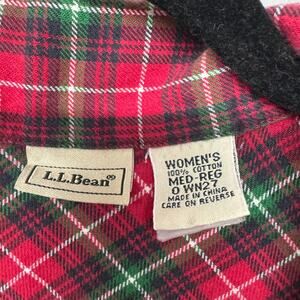 L.L.Bean®
WOMEN'S
100% COTTON
MED-REG
0 WN27
MADE IN CHINA
CARE ON REVERSE